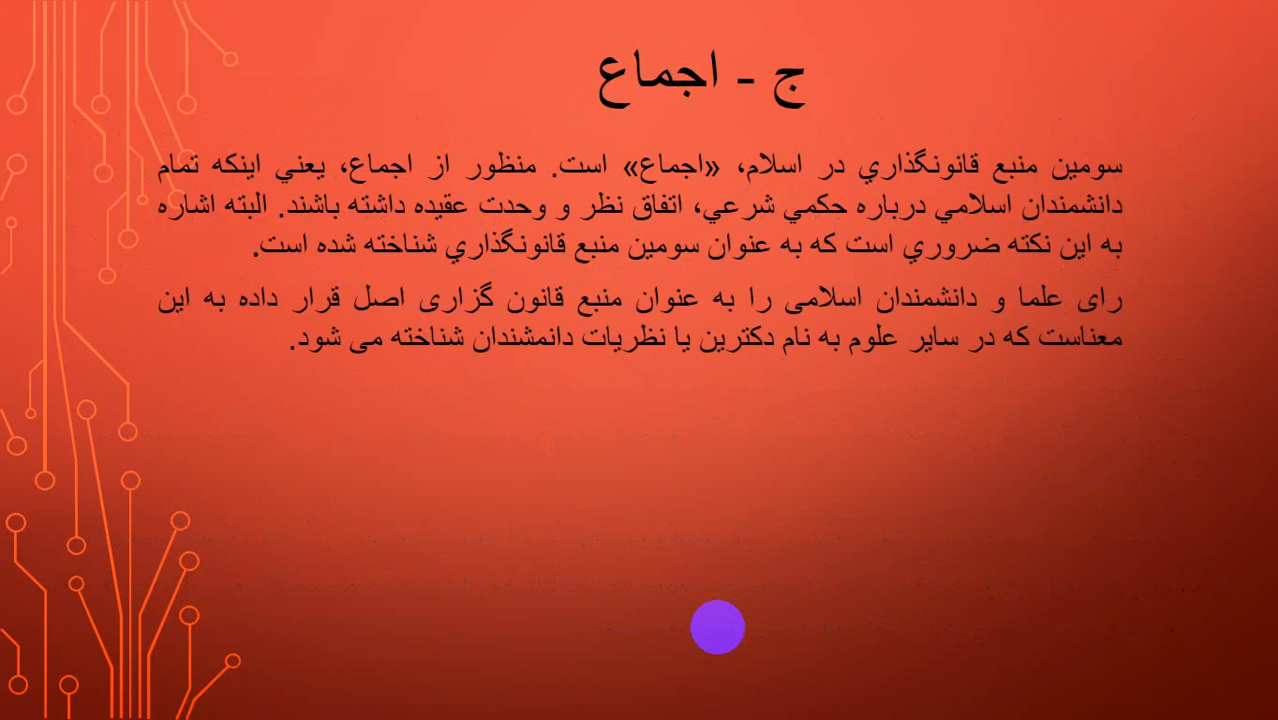 ج - اجماع
سومین منبع قانونگذاري در اسلام، «اجماع» است. منظور از اجماع، يعني اينكه تمام
دانشمندان اسلامي درباره حكمي شرعي، اتفاق نظر و وحدت عقيده داشته باشند. البته اشاره
به اين نكته ضروري است كه به عنوان سومين منبع قانونگذاري شناخته شده است.
رای علما و دانشمندان اسلامی را به عنوان منبع قانون گزاری اصل قرار داده به این
معناست که در سایر علوم به نام دکترین یا نظریات دانمشندان شناخته می شود.